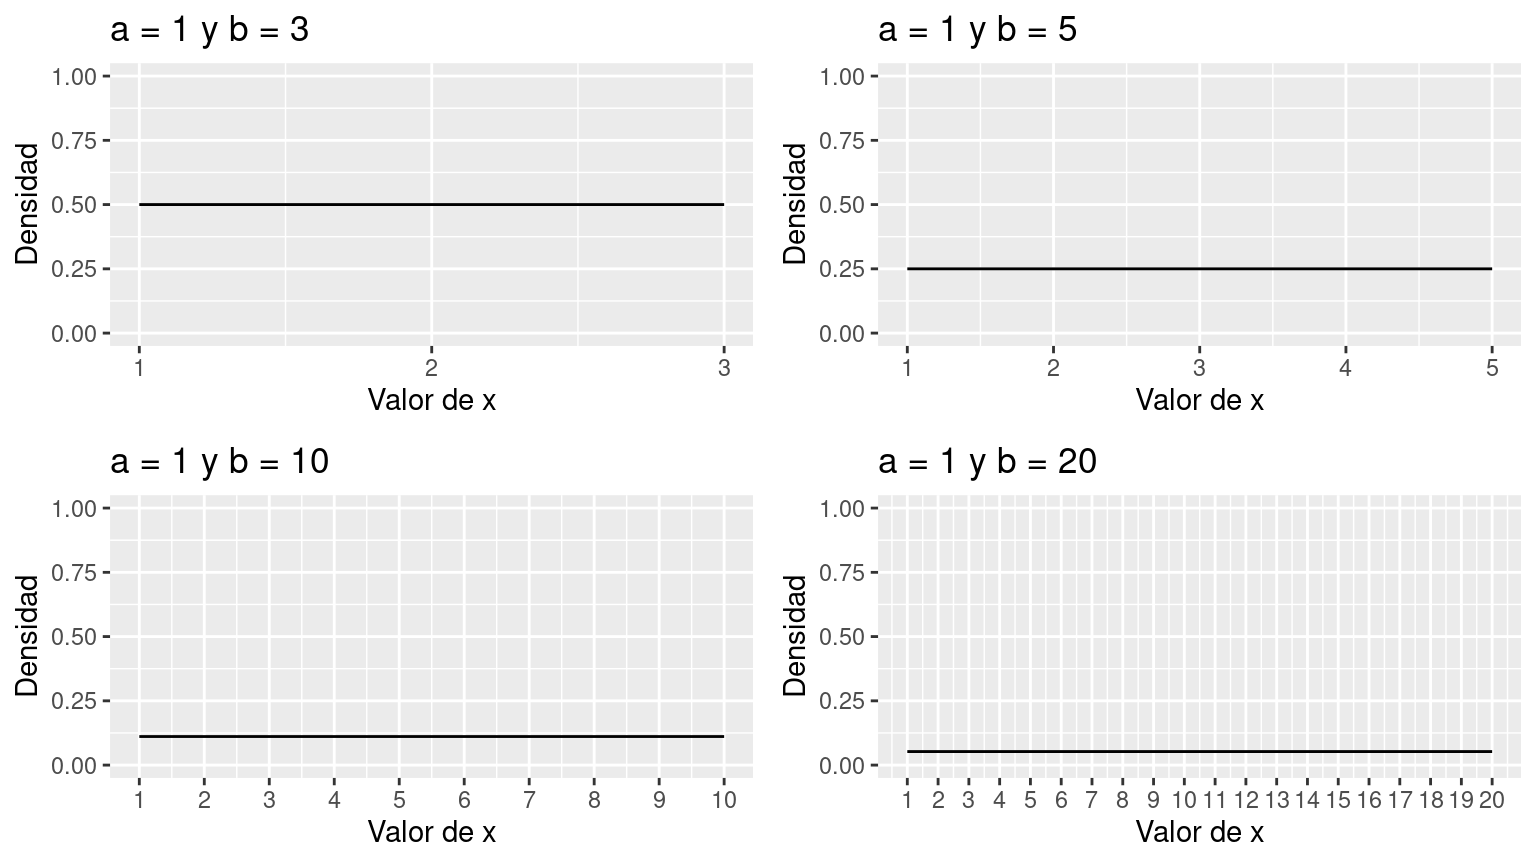 a = 1 y b = 3
1.00
0.75
0.50
0.25
0.00
Densidad
1 2 3
Valor de x
a = 1 y b = 5
1.00
0.75
0.50
0.25
0.00
Densidad
1 2 3 4 5
Valor de x
a = 1 y b = 10
1.00
0.75
0.50
0.25
0.00
Densidad
1 2 3 4 5 6 7 8 9 10
Valor de x
a = 1 y b = 20
1.00
0.75
0.50
0.25
0.00
Densidad
1 2 3 4 5 6 7 8 9 10 11 12 13 14 15 16 17 18 19 20
Valor de x